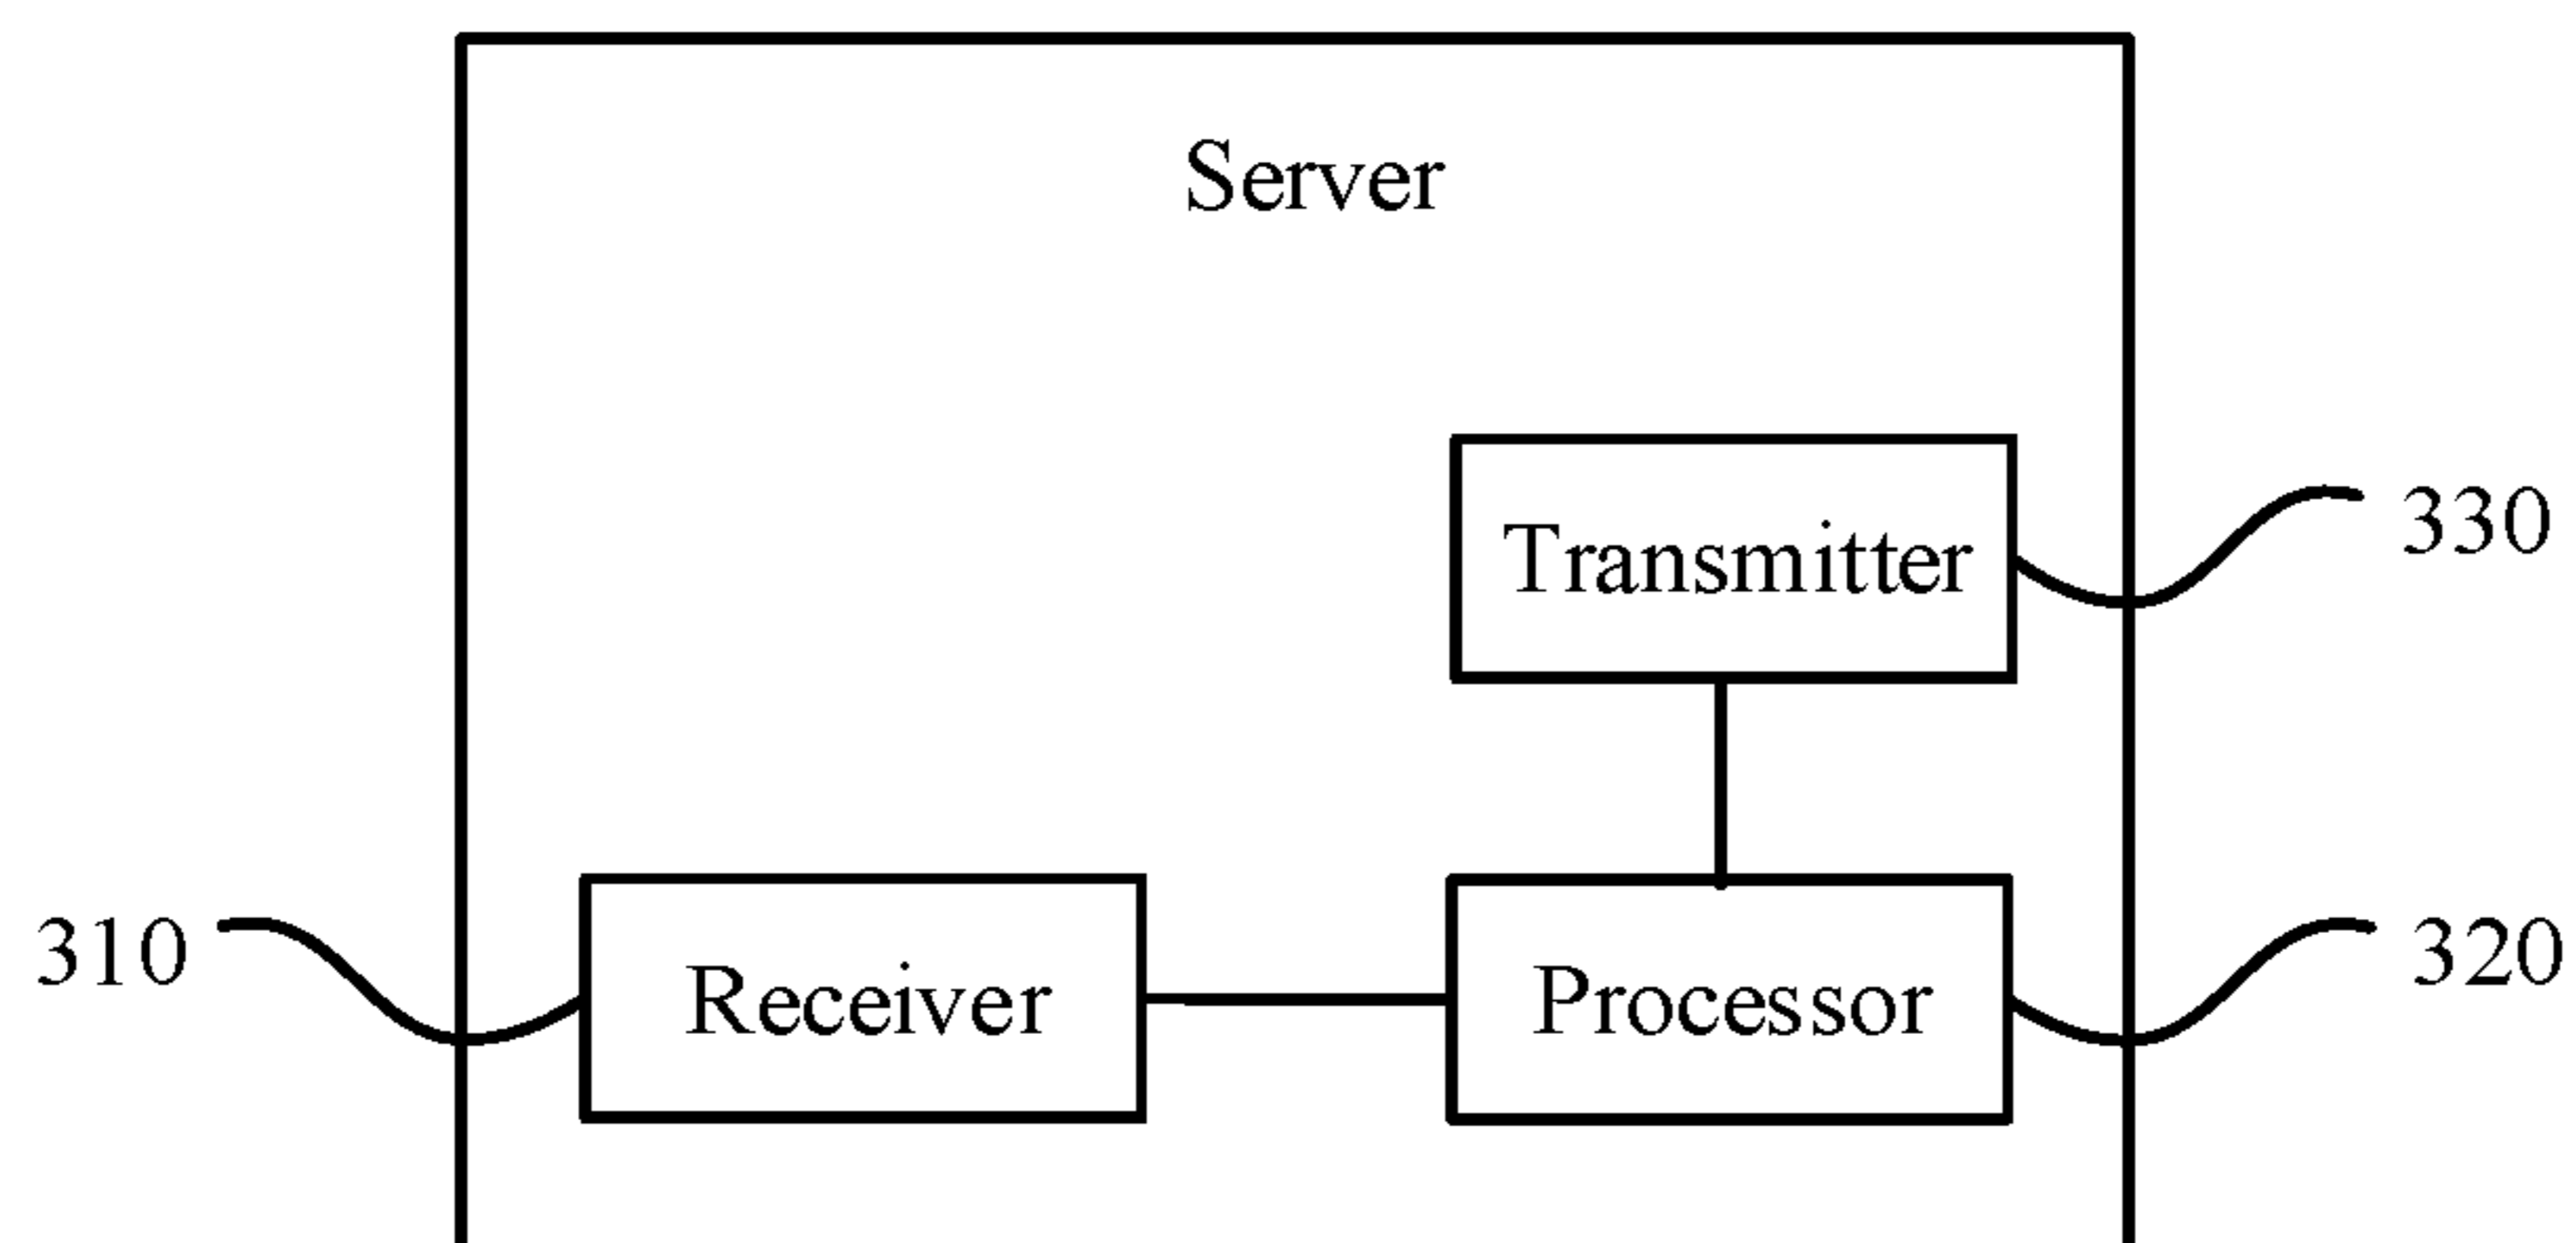 Server
Transmitter
330
310
Receiver
Processor
320